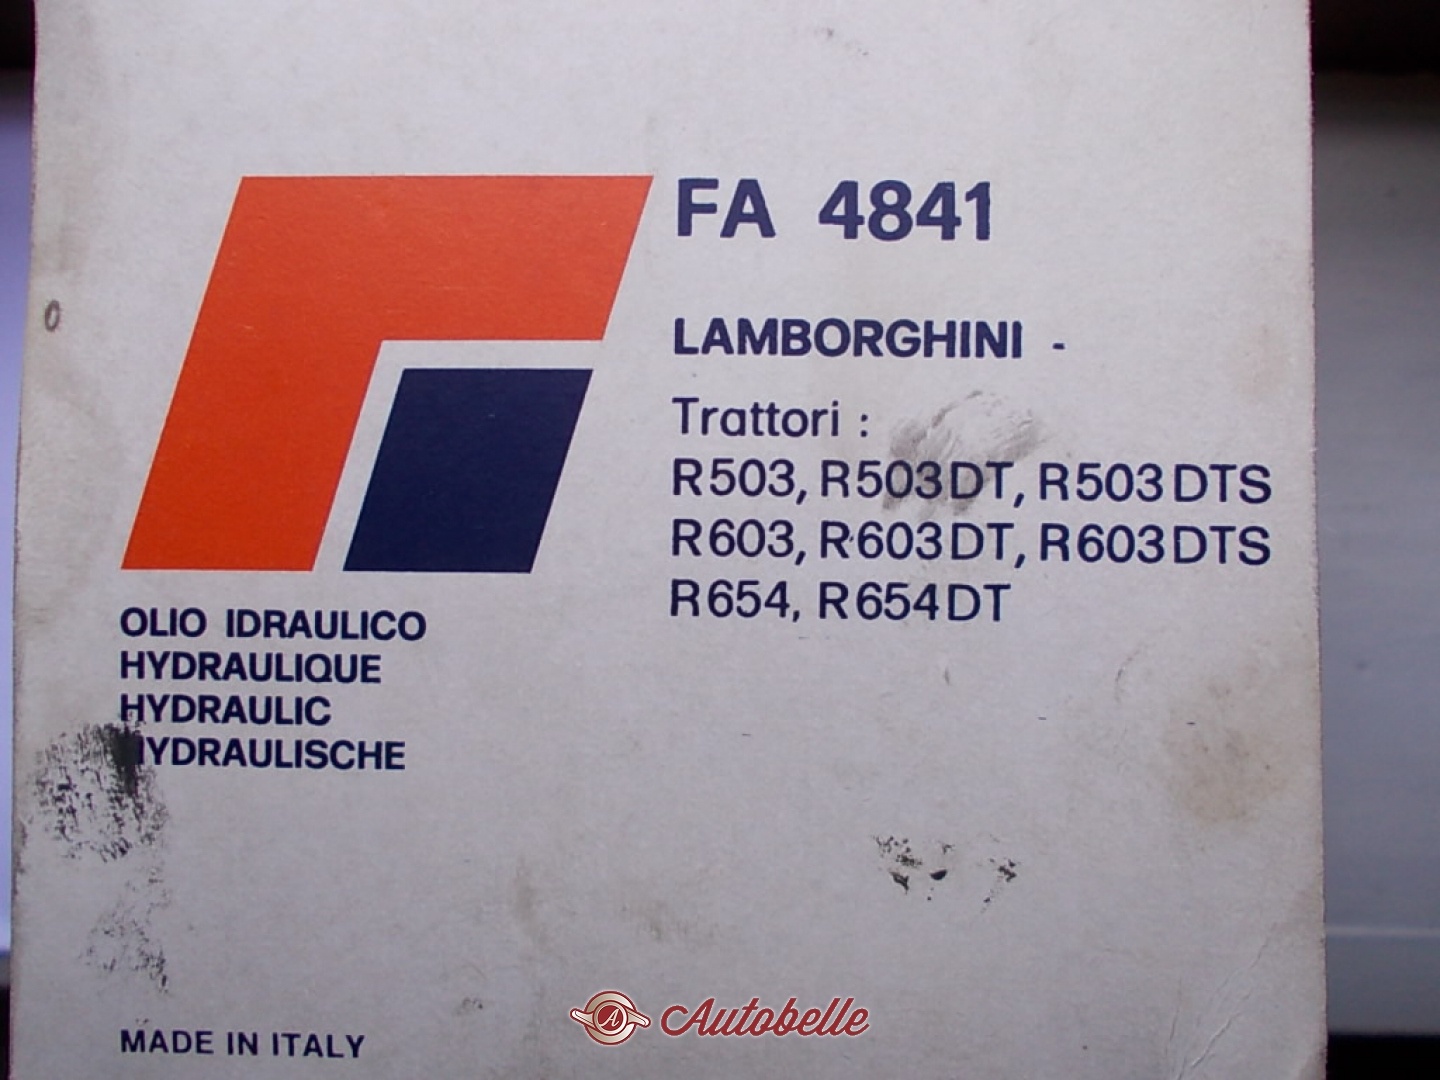 FA 4841
LAMBORGHINI -
Trattori :
R503, R503DT, R503DTS
R603, R603DT, R603DTS
R654, R654DT
OLIO IDRAULICO
HYDRAULIQUE
HYDRAULIC
HYDRAULISCHE
MADE IN ITALY
A Autobelle